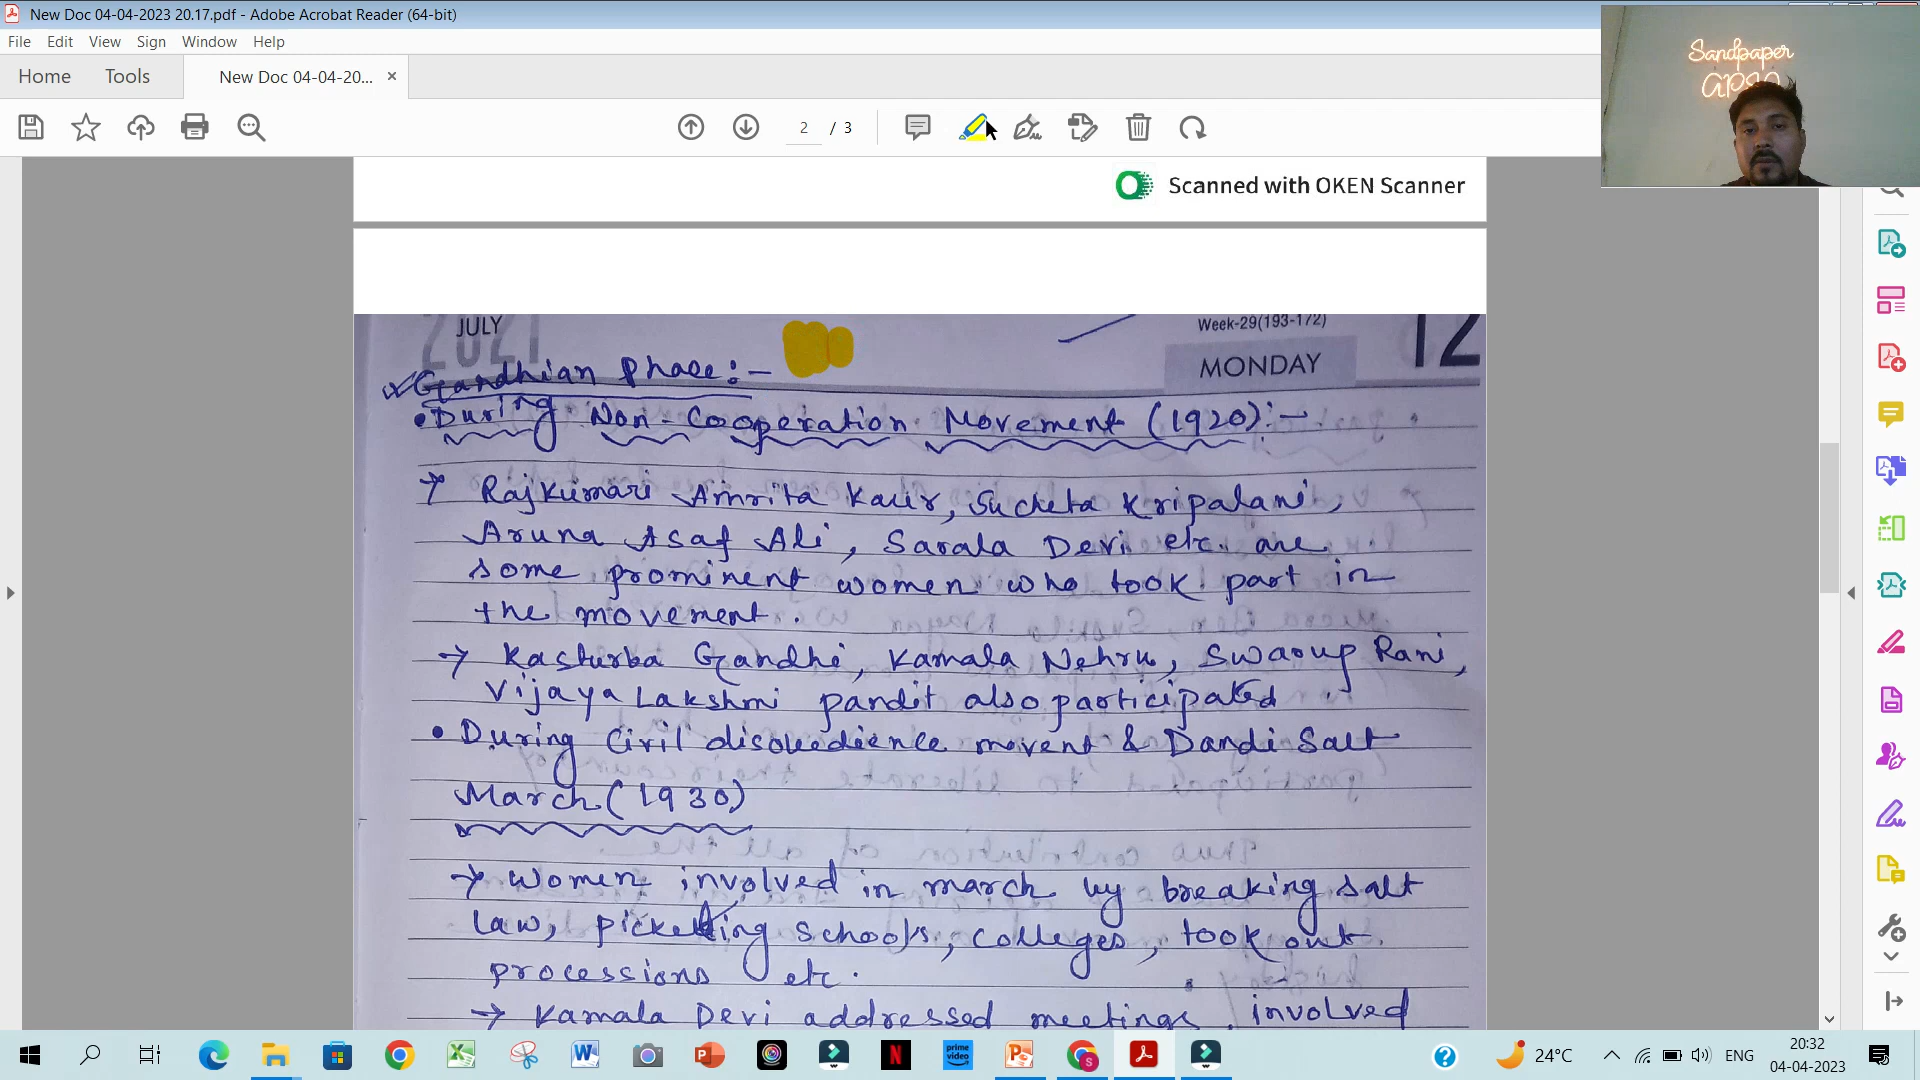 New Doc 04-04-2023 20.17.pdf - Adobe Acrobat Reader (64-bit)
File Edit View Sign Window Help
Home Tools New Doc 04-04-20... ×
2 / 3
Sandpaper
APSC
Scanned with OKEN Scanner
JULY
2021
Week-29(193-172)
MONDAY
12
Gandhian Phase:-
• During Non-Cooperation Movement (1920):-
→ Rajkumari Amrita Kaur, Sucheta Kripalani,
Aruna Asaf Ali, Sarala Devi etc. are
some prominent women who took part in
the movement.
→ Kasturba Gandhi, Kamala Nehru, Swaoup Rani,
Vijaya Lakshmi pandit also participated.
• During Civil disobedience movent & Dandi Salt
March (1930)
→ Women involved in march by breaking salt
law, picketing schools, colleges, took out
processions etc.
→ Kamala Devi addressed meetings, involved
24°C
ENG
20:32
04-04-2023